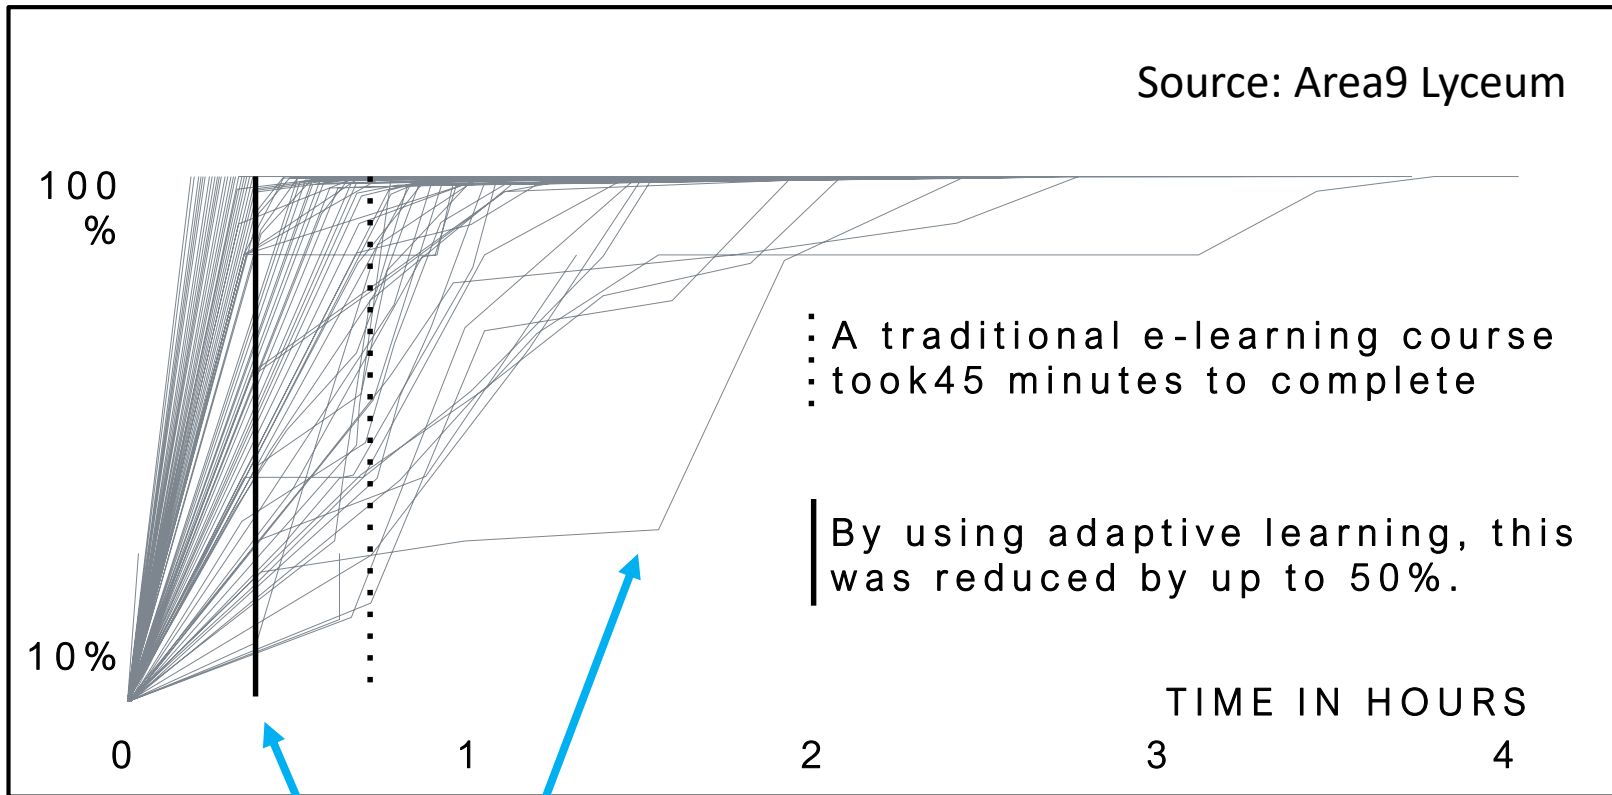 Source: Area9 Lyceum
100
%
A traditional e-learning course
took45 minutes to complete
By using adaptive learning, this
was reduced by up to 50%.
10%
TIME IN HOURS
0 1 2 3 4